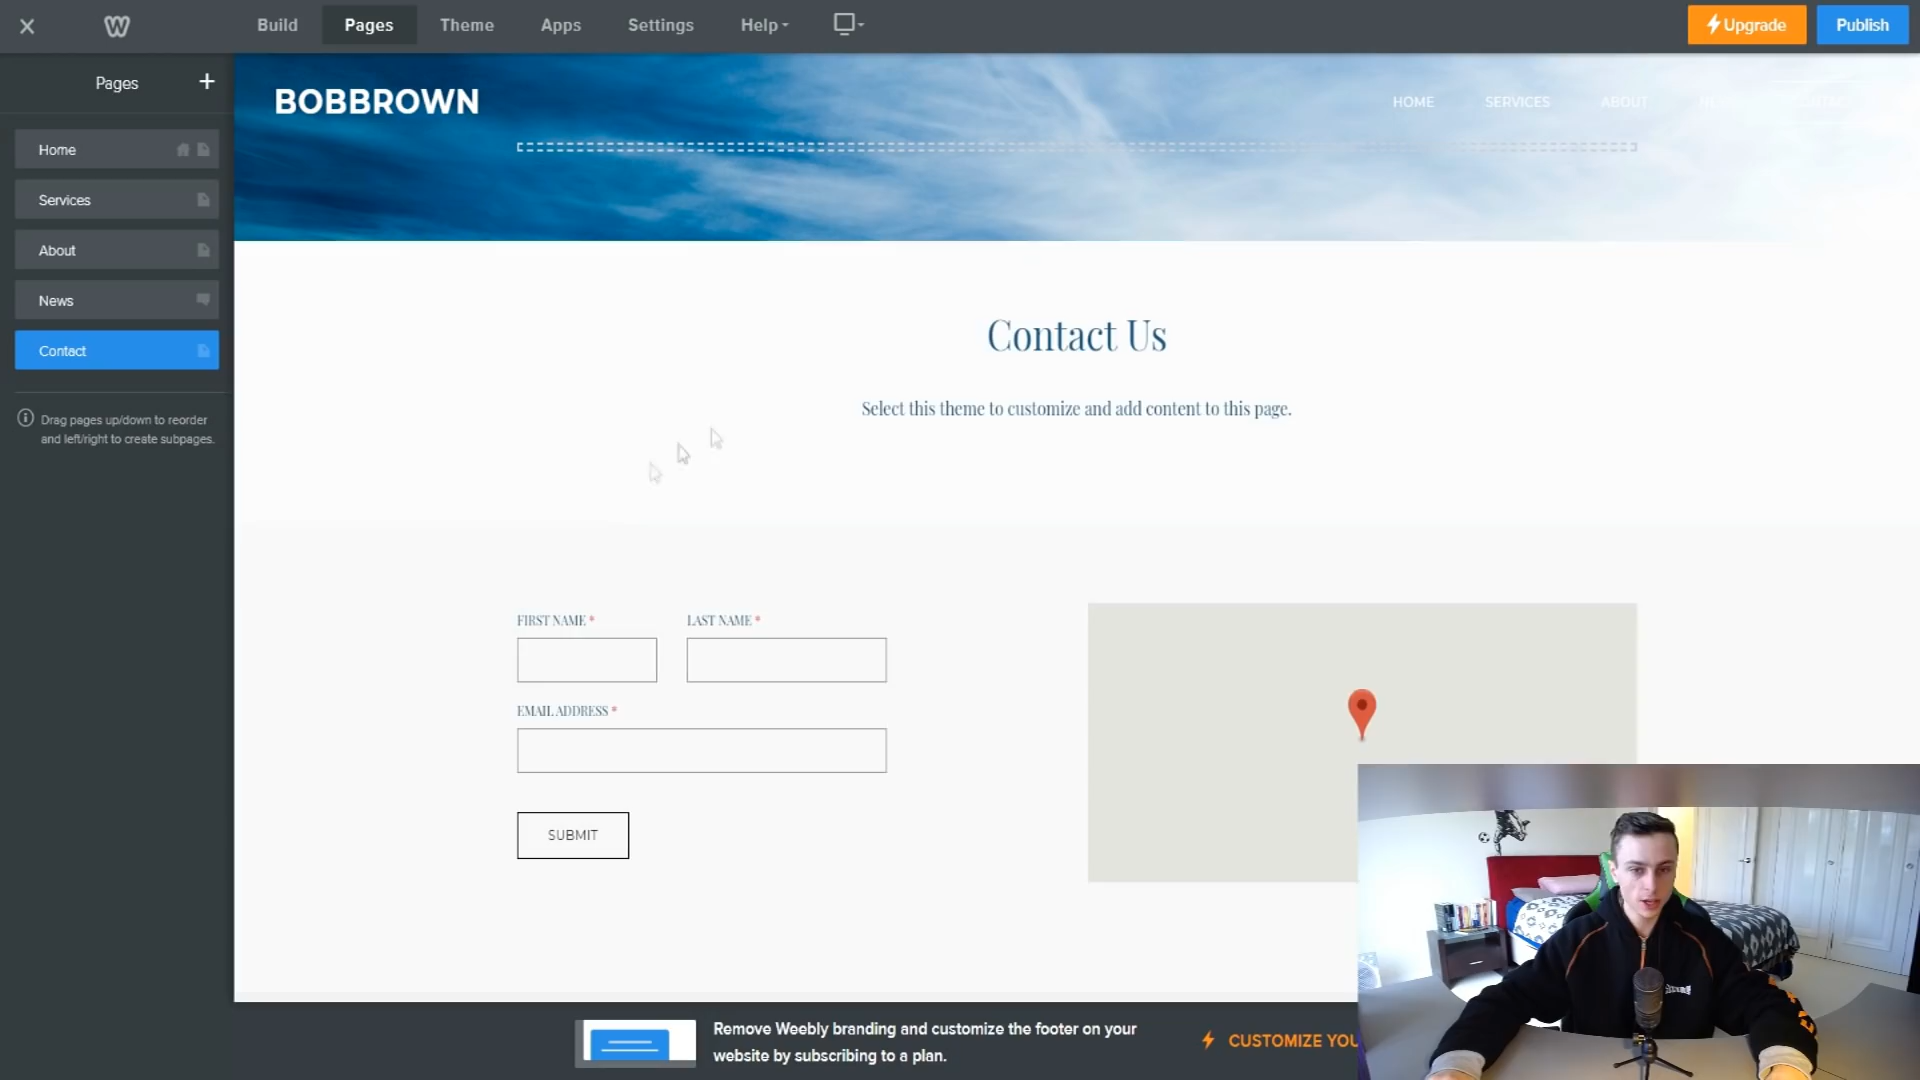 Build Pages Theme Apps Settings Help
Upgrade Publish
Pages
Home
Services
About
News
Contact
Drag pages up/down to reorder
and left/right to create subpages.
BOBBROWN
HOME SERVICES ABOUT
Contact Us
Select this theme to customize and add content to this page.
FIRST NAME * LAST NAME *
EMAIL ADDRESS *
SUBMIT
Remove Weebly branding and customize the footer on your
website by subscribing to a plan.
CUSTOMIZE YOU